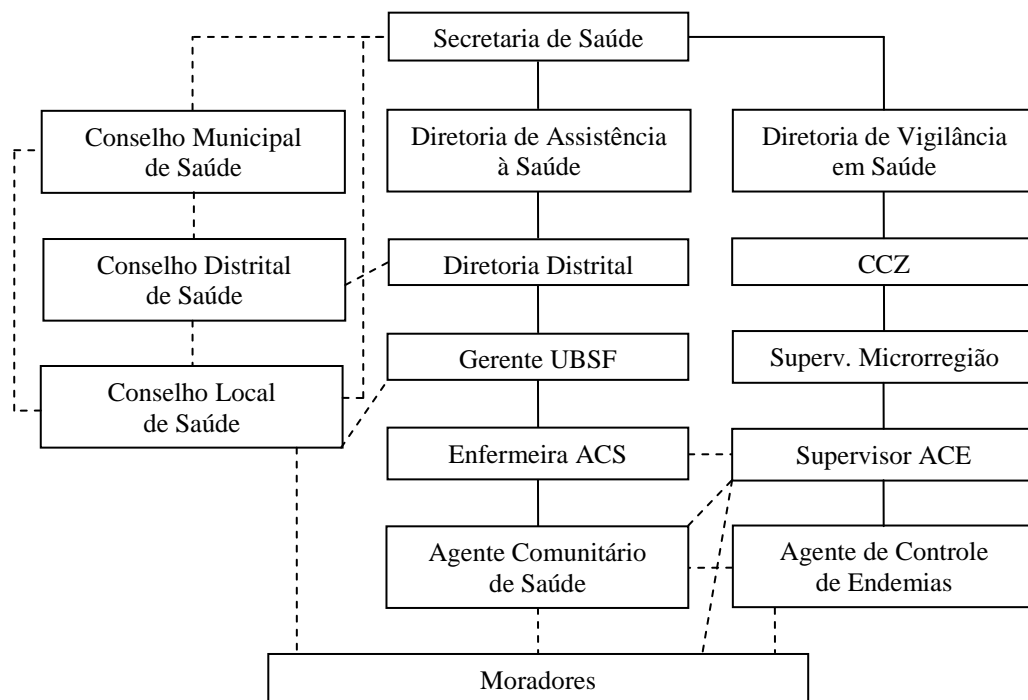 Secretaria de Saúde
Conselho Municipal
de Saúde
Diretoria de Assistência
à Saúde
Diretoria de Vigilância
em Saúde
Conselho Distrital
de Saúde
Diretoria Distrital
CCZ
Gerente UBSF
Superv. Microrregião
Conselho Local
de Saúde
Enfermeira ACS
Supervisor ACE
Agente Comunitário
de Saúde
Agente de Controle
de Endemias
Moradores